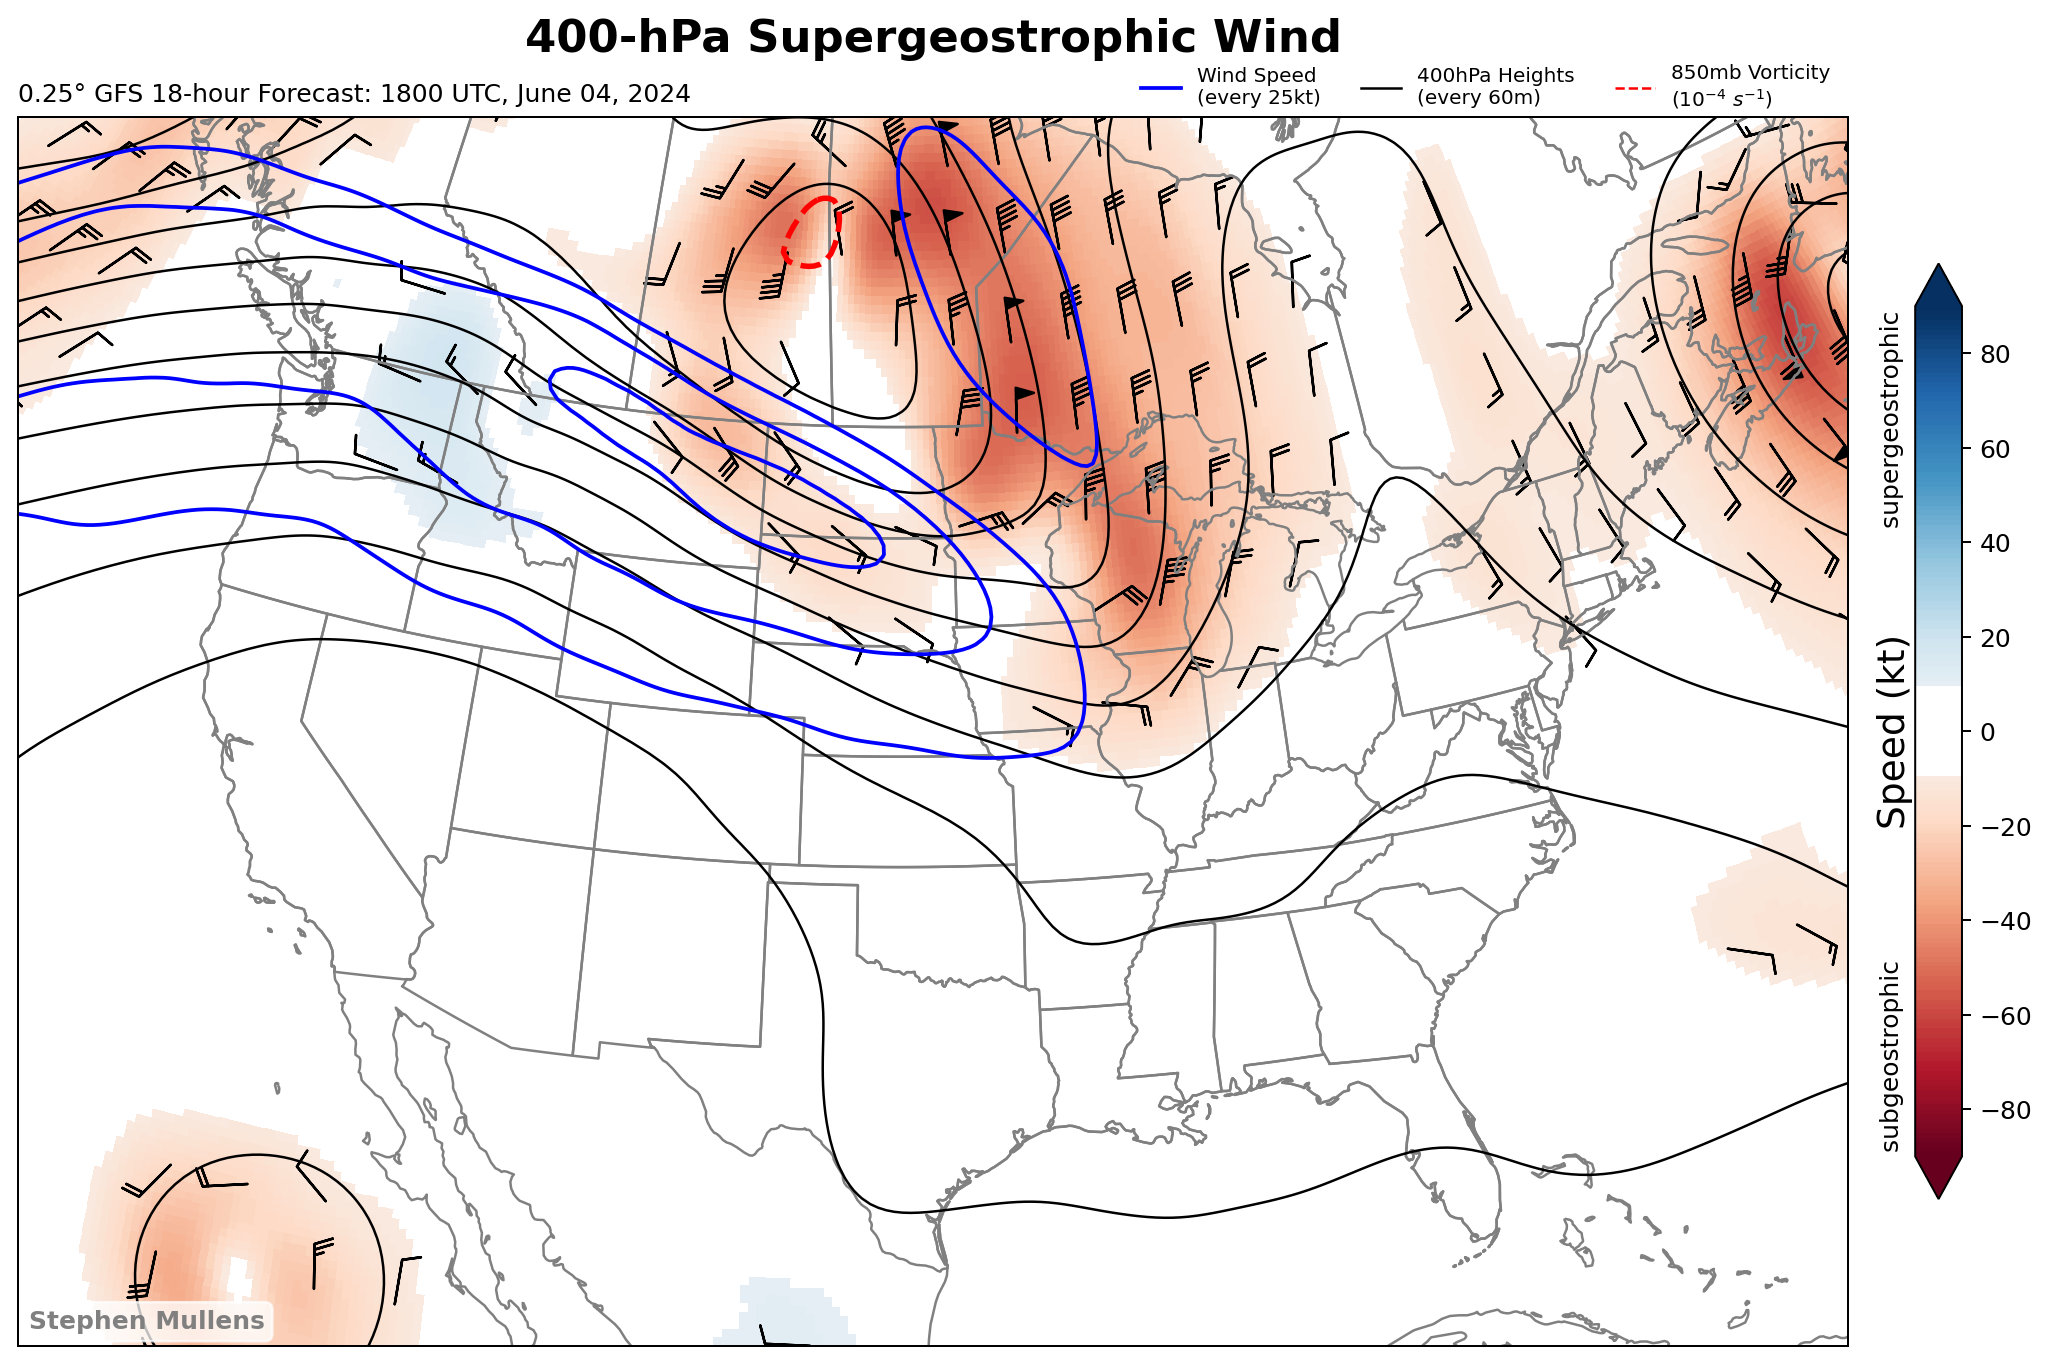 400-hPa Supergeostrophic Wind
0.25° GFS 18-hour Forecast: 1800 UTC, June 04, 2024
Wind Speed
(every 25kt)
400hPa Heights
(every 60m)
850mb Vorticity
(10⁻⁴ s⁻¹)
supergeostrophic
Speed (kt)
subgeostrophic
80
60
40
20
0
−20
−40
−60
−80
Stephen Mullens